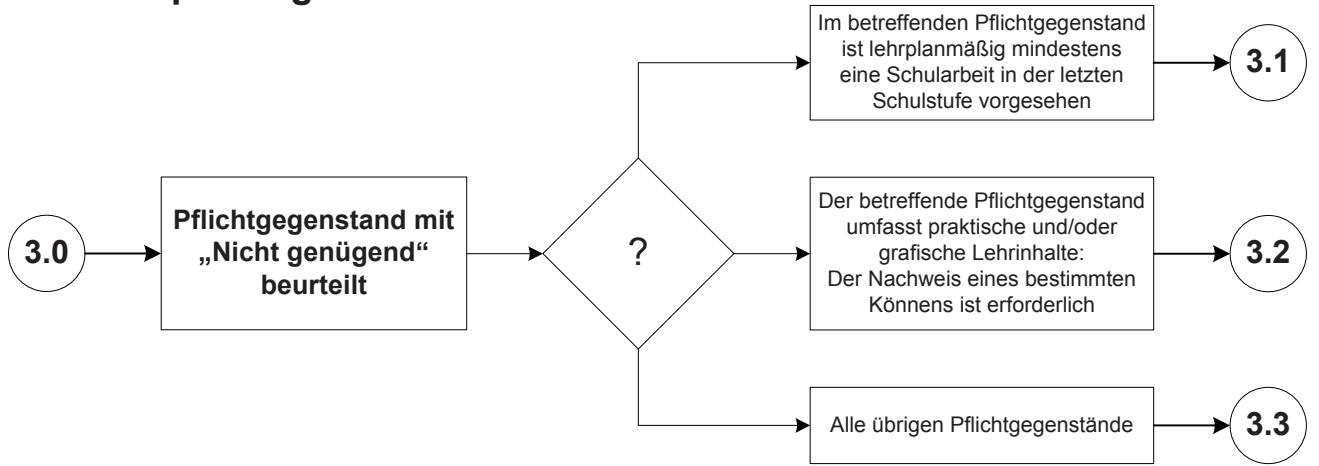 Im betreffenden Pflichtgegenstand
ist lehrplanmäßig mindestens
eine Schularbeit in der letzten
Schulstufe vorgesehen
3.1
3.0
Pflichtgegenstand mit
„Nicht genügend“
beurteilt
?
Der betreffende Pflichtgegenstand
umfasst praktische und/oder
grafische Lehrinhalte:
Der Nachweis eines bestimmten
Könnens ist erforderlich
3.2
Alle übrigen Pflichtgegenstände
3.3